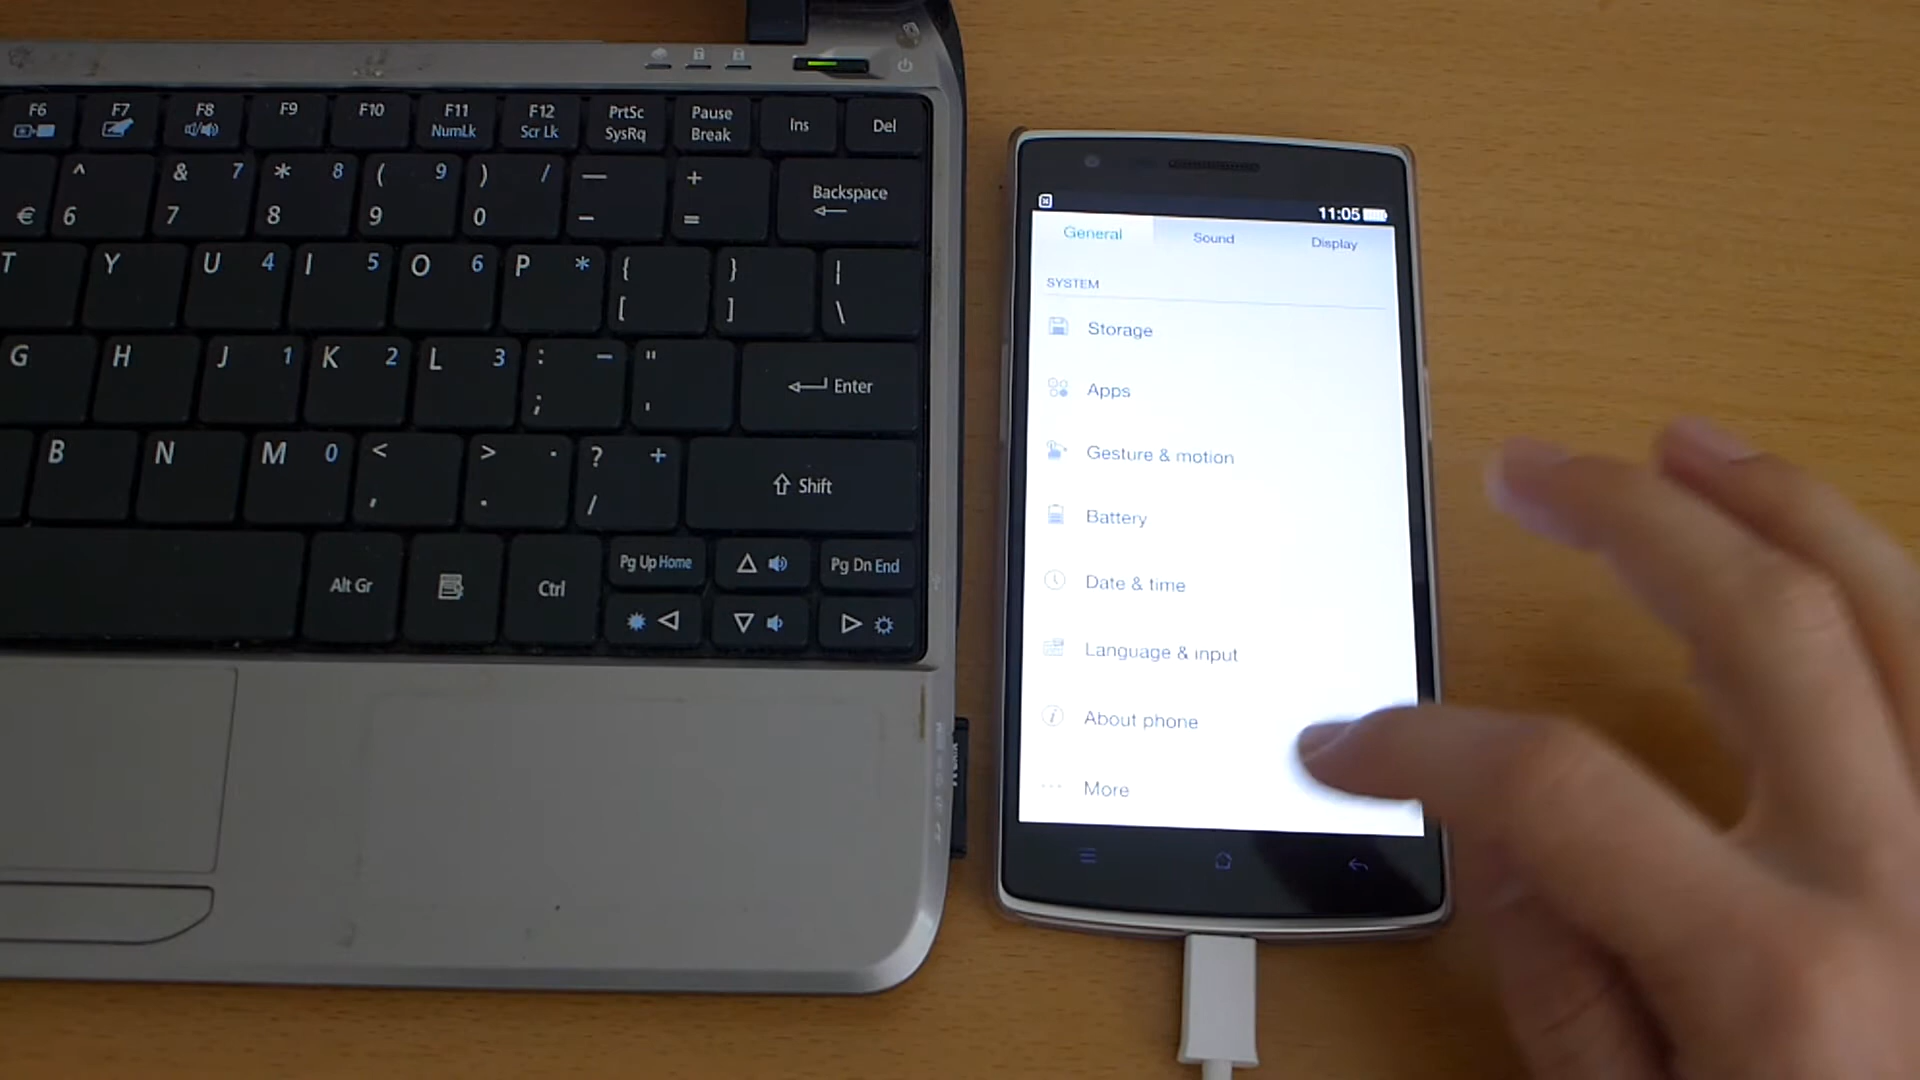 F6 F7 F8 F9 F10 F11 F12 PrtSc Pause Ins Del
NumLk Scr Lk SysRq Break
^ & 7 * 8 ( 9 ) / — + Backspace
€ 6 7 8 9 0 - =
T Y U 4 I 5 O 6 P * { } |
[ ] \
G H J 1 K 2 L 3 : - " Enter
; '
B N M 0 < > . ? + Shift
, . /
Alt Gr Ctrl Pg Up Home Pg Dn End
11:05
General Sound Display
SYSTEM
Storage
Apps
Gesture & motion
Battery
Date & time
Language & input
About phone
More